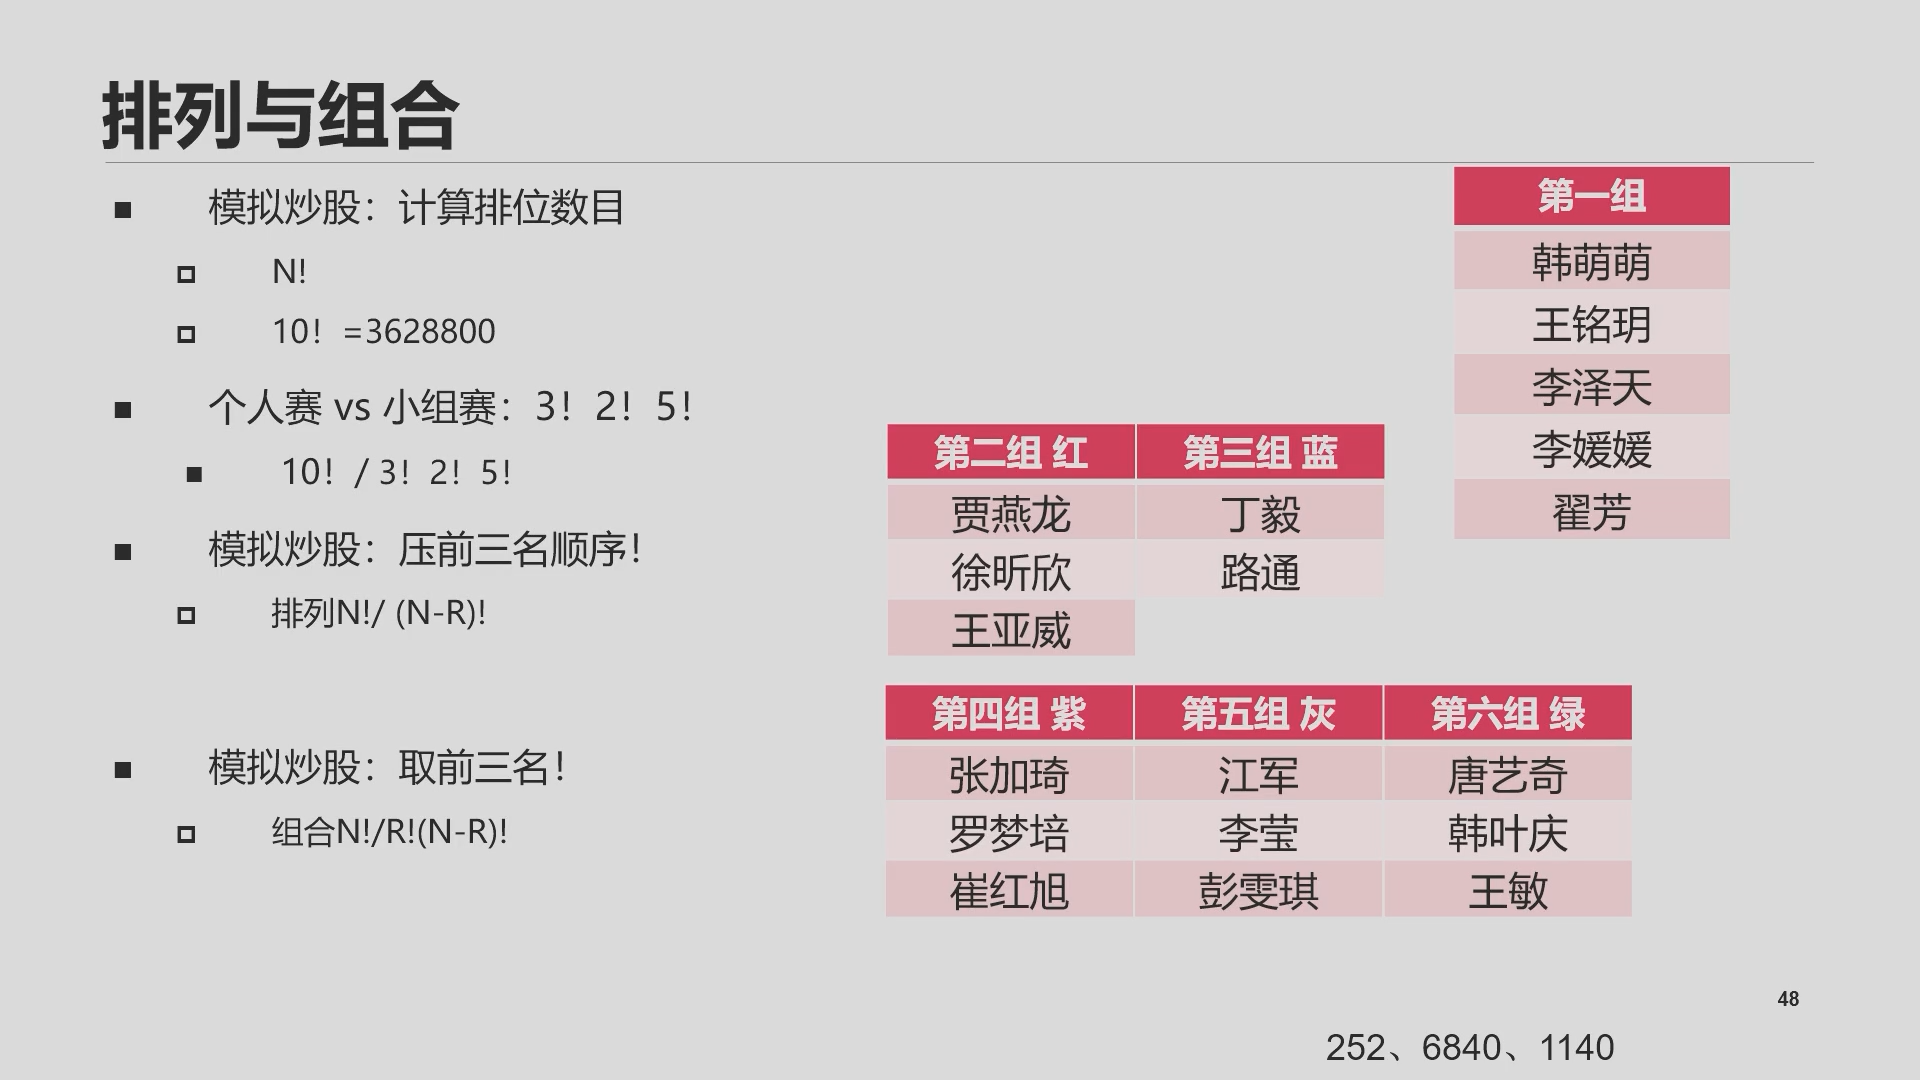 排列与组合
■ 模拟炒股：计算排位数目
N!
10！=3628800
■ 个人赛 vs 小组赛：3！2！5！
■ 10！/ 3！2！5！
■ 模拟炒股：压前三名顺序！
排列N!/ (N-R)!
■ 模拟炒股：取前三名！
组合N!/R!(N-R)!
第一组
韩萌萌
王铭玥
李泽天
李媛媛
翟芳
第二组 红 第三组 蓝
贾燕龙 丁毅
徐昕欣 路通
王亚威
第四组 紫 第五组 灰 第六组 绿
张加琦 江军 唐艺奇
罗梦培 李莹 韩叶庆
崔红旭 彭雯琪 王敏
48
252、6840、1140